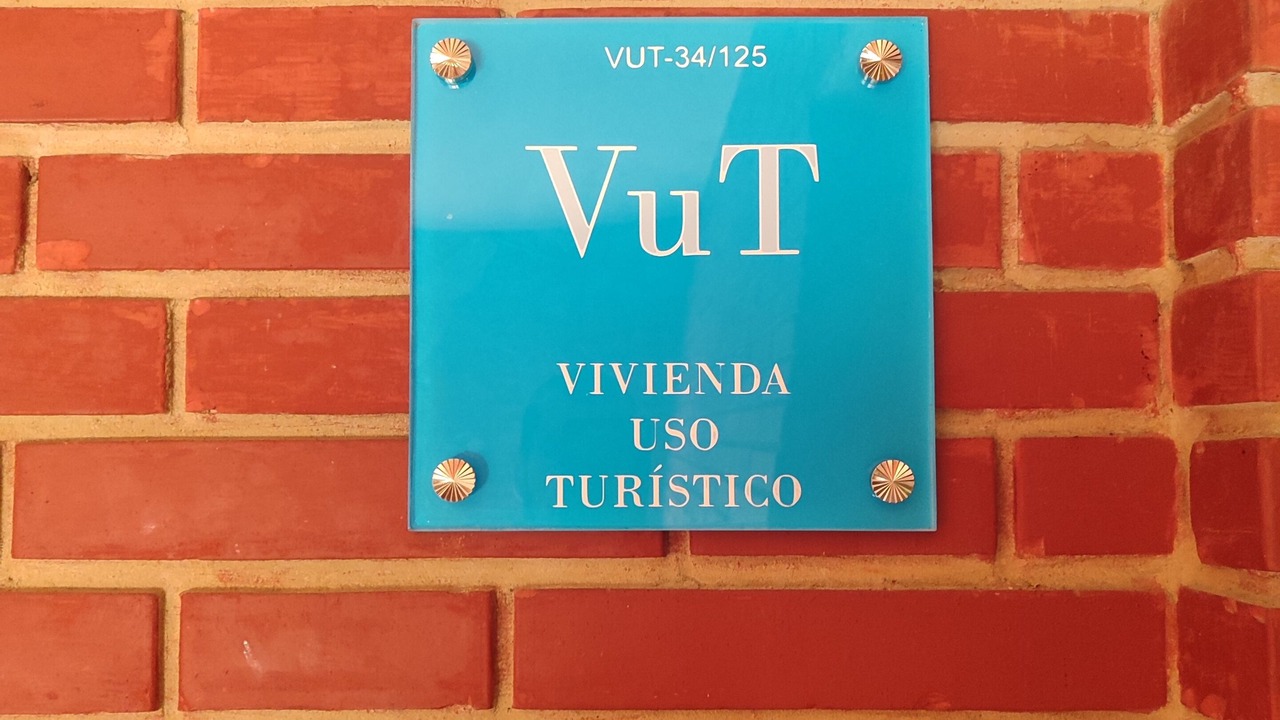 VUT-34/125
VuT
VIVIENDA
USO
TURÍSTICO